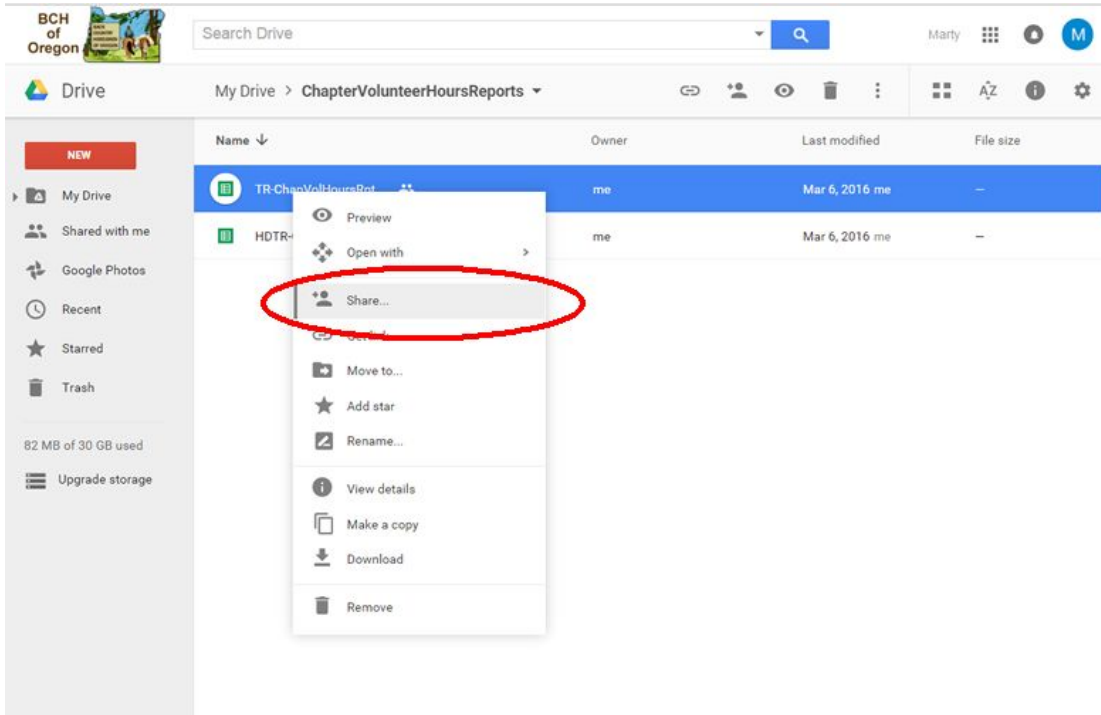 BCH
of
Oregon
Search Drive
Marty
M
Drive
My Drive > ChapterVolunteerHoursReports
AZ
Name
Owner
Last modified
File size
NEW
TR-ChapVolHoursRpt
me
Mar 6, 2016 me
—
My Drive
Preview
Shared with me
HDTR-
me
Mar 6, 2016 me
—
Open with
Google Photos
Share...
Recent
Starred
Move to...
Trash
Add star
Rename...
82 MB of 30 GB used
Upgrade storage
View details
Make a copy
Download
Remove